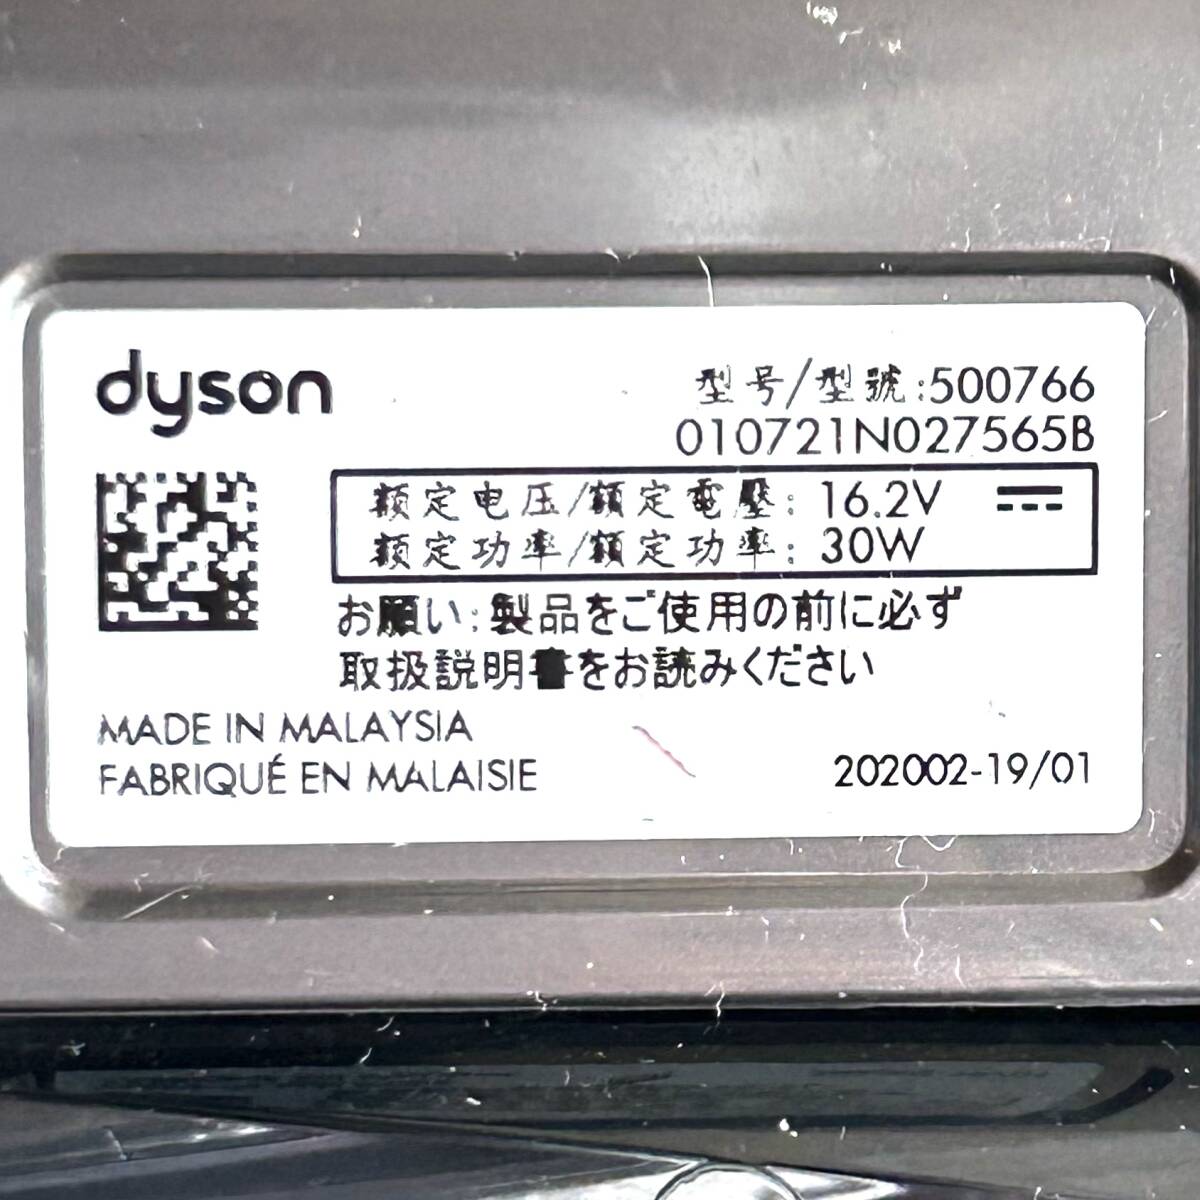 dyson
型号/型號:500766
010721N027565B
额定电压/額定電壓: 16.2V
额定功率/額定功率: 30W
お願い:製品をご使用の前に必ず
取扱説明書をお読みください
MADE IN MALAYSIA
FABRIQUÉ EN MALAISIE
202002-19/01